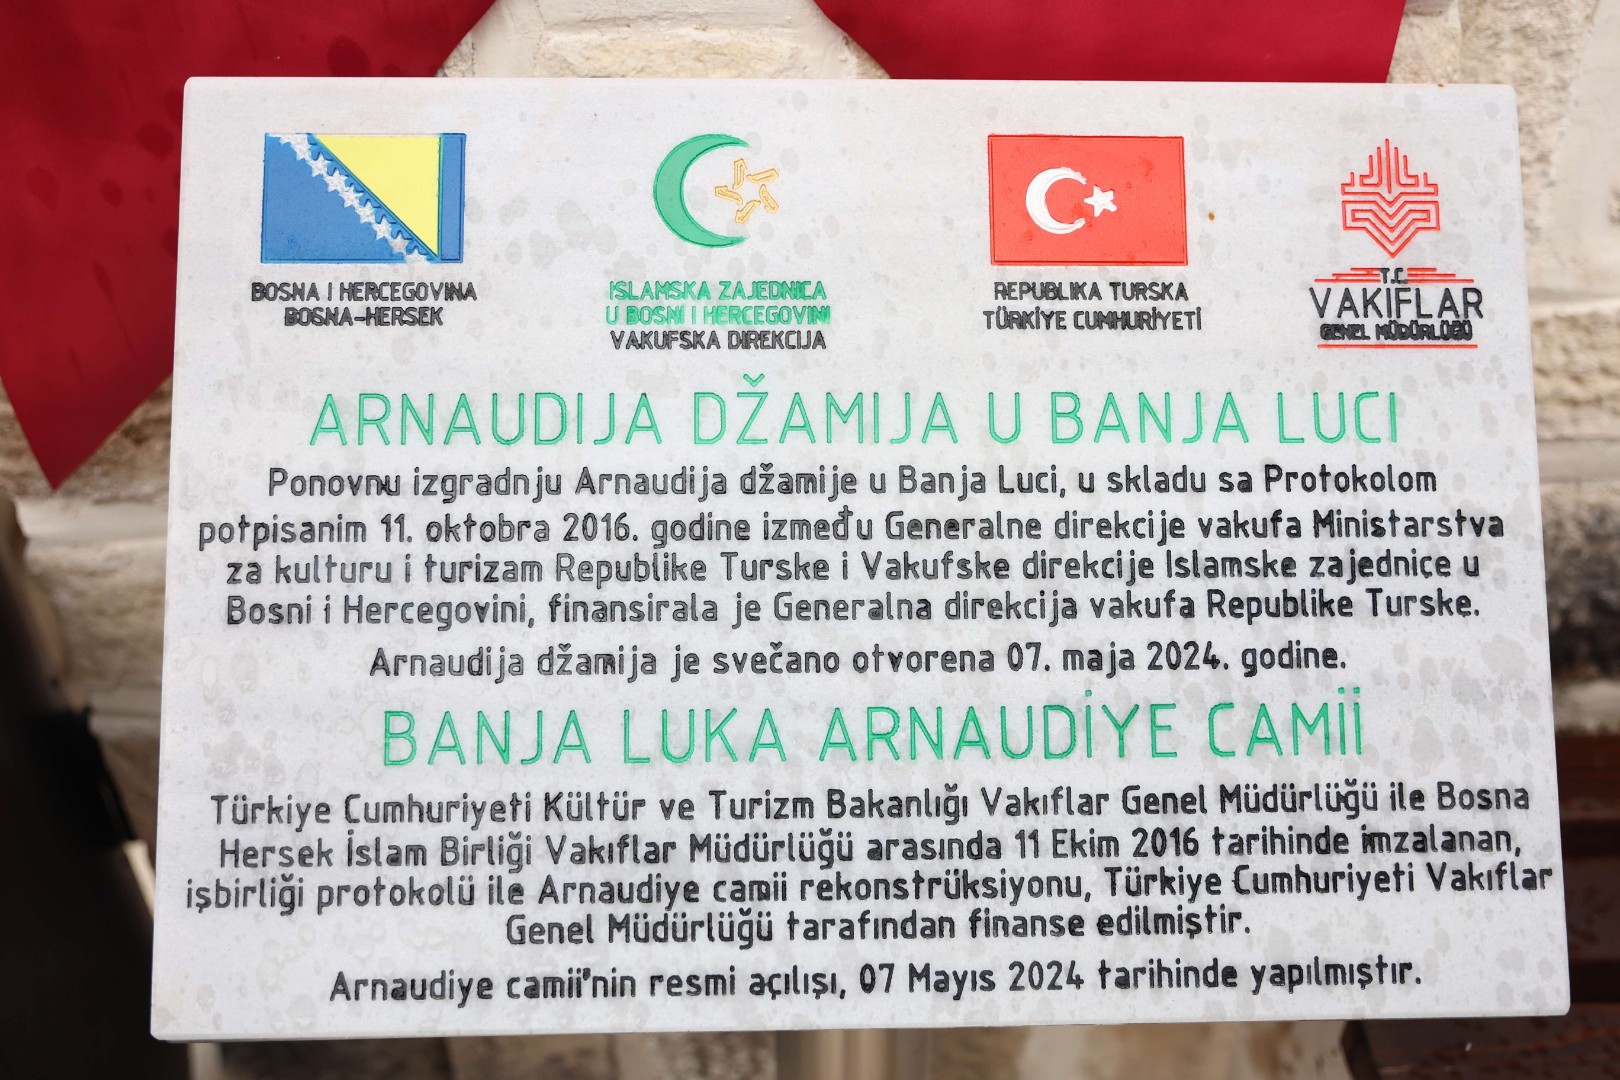 BOSNA I HERCEGOVINA
BOSNA-HERSEK
ISLAMSKA ZAJEDNICA
U BOSNI I HERCEGOVINI
VAKUFSKA DIREKCIJA
REPUBLIKA TURSKA
TÜRKİYE CUMHURİYETİ
T.C.
VAKIFLAR
GENEL MÜDÜRLÜĞÜ
ARNAUDIJA DŽAMIJA U BANJA LUCI
Ponovnu izgradnju Arnaudija džamije u Banja Luci, u skladu sa Protokolom
potpisanim 11. oktobra 2016. godine između Generalne direkcije vakufa Ministarstva
za kulturu i turizam Republike Turske i Vakufske direkcije Islamske zajednice u
Bosni i Hercegovini, finansirala je Generalna direkcija vakufa Republike Turske.
Arnaudija džamija je svečano otvorena 07. maja 2024. godine.
BANJA LUKA ARNAUDİYE CAMİİ
Türkiye Cumhuriyeti Kültür ve Turizm Bakanlığı Vakıflar Genel Müdürlüğü ile Bosna
Hersek İslam Birliği Vakıflar Müdürlüğü arasında 11 Ekim 2016 tarihinde imzalanan,
işbirliği protokolü ile Arnaudiye camii rekonstrüksiyonu, Türkiye Cumhuriyeti Vakıflar
Genel Müdürlüğü tarafından finanse edilmiştir.
Arnaudiye camii'nin resmi açılışı, 07 Mayıs 2024 tarihinde yapılmıştır.